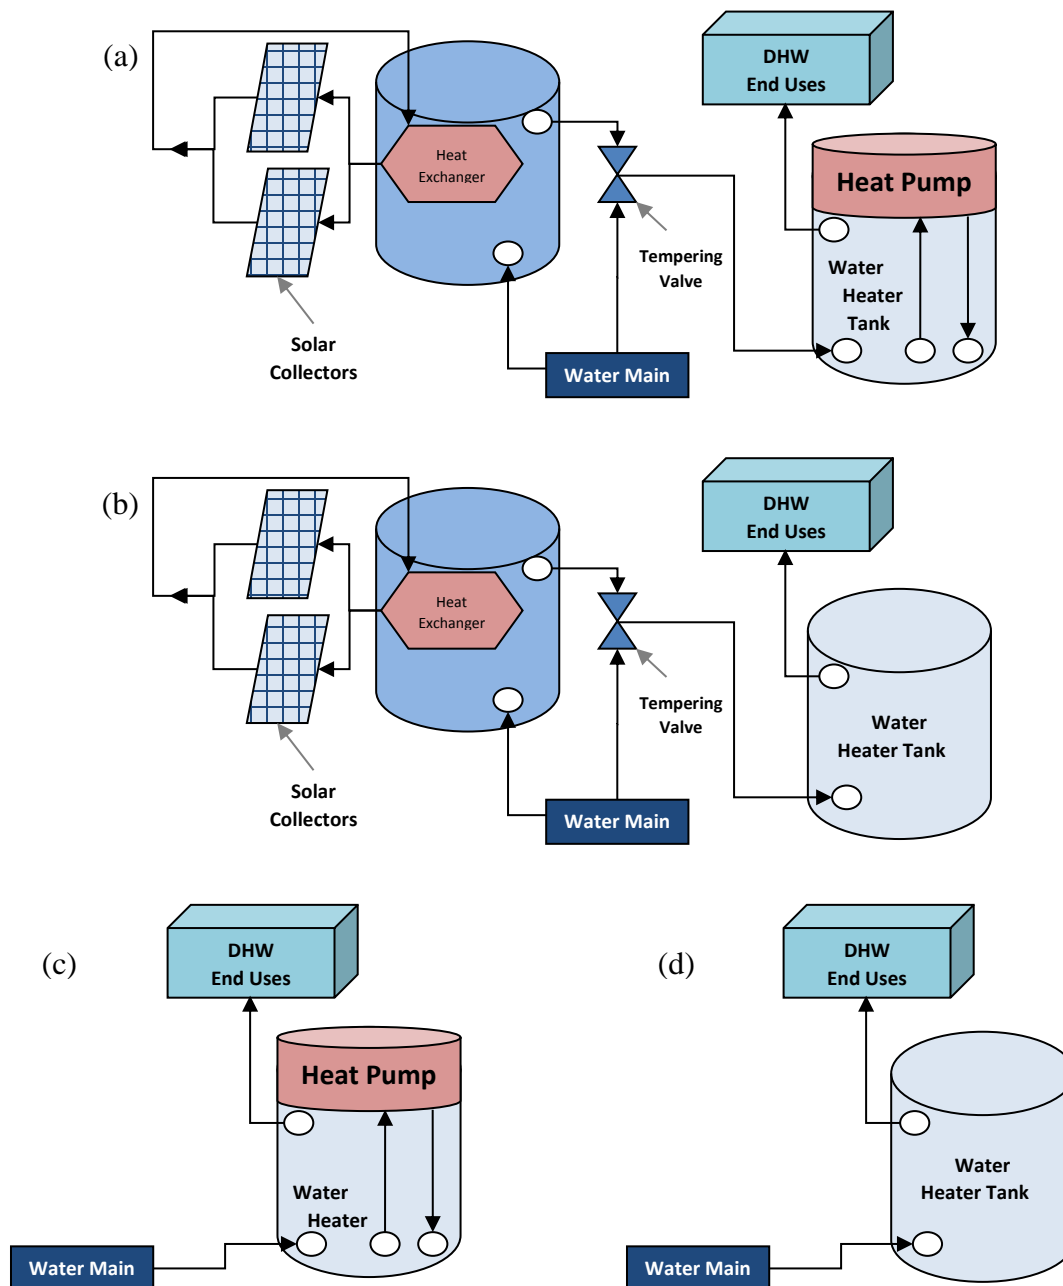 (a)
DHW
End Uses
Heat
Exchanger
Heat Pump
Water
Heater
Tank
Tempering
Valve
Solar
Collectors
Water Main
(b)
DHW
End Uses
Heat
Exchanger
Water
Heater Tank
Tempering
Valve
Solar
Collectors
Water Main
(c)
DHW
End Uses
Heat Pump
Water
Heater
Water Main
(d)
DHW
End Uses
Water
Heater Tank
Water Main